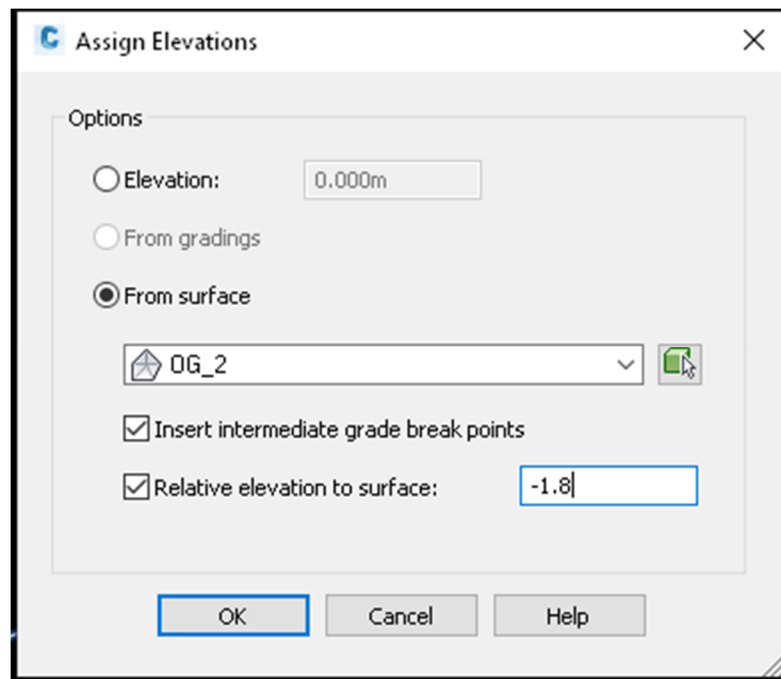 Assign Elevations
Options
Elevation: 0.000m
From gradings
From surface
OG_2
Insert intermediate grade break points
Relative elevation to surface: -1.8
OK Cancel Help